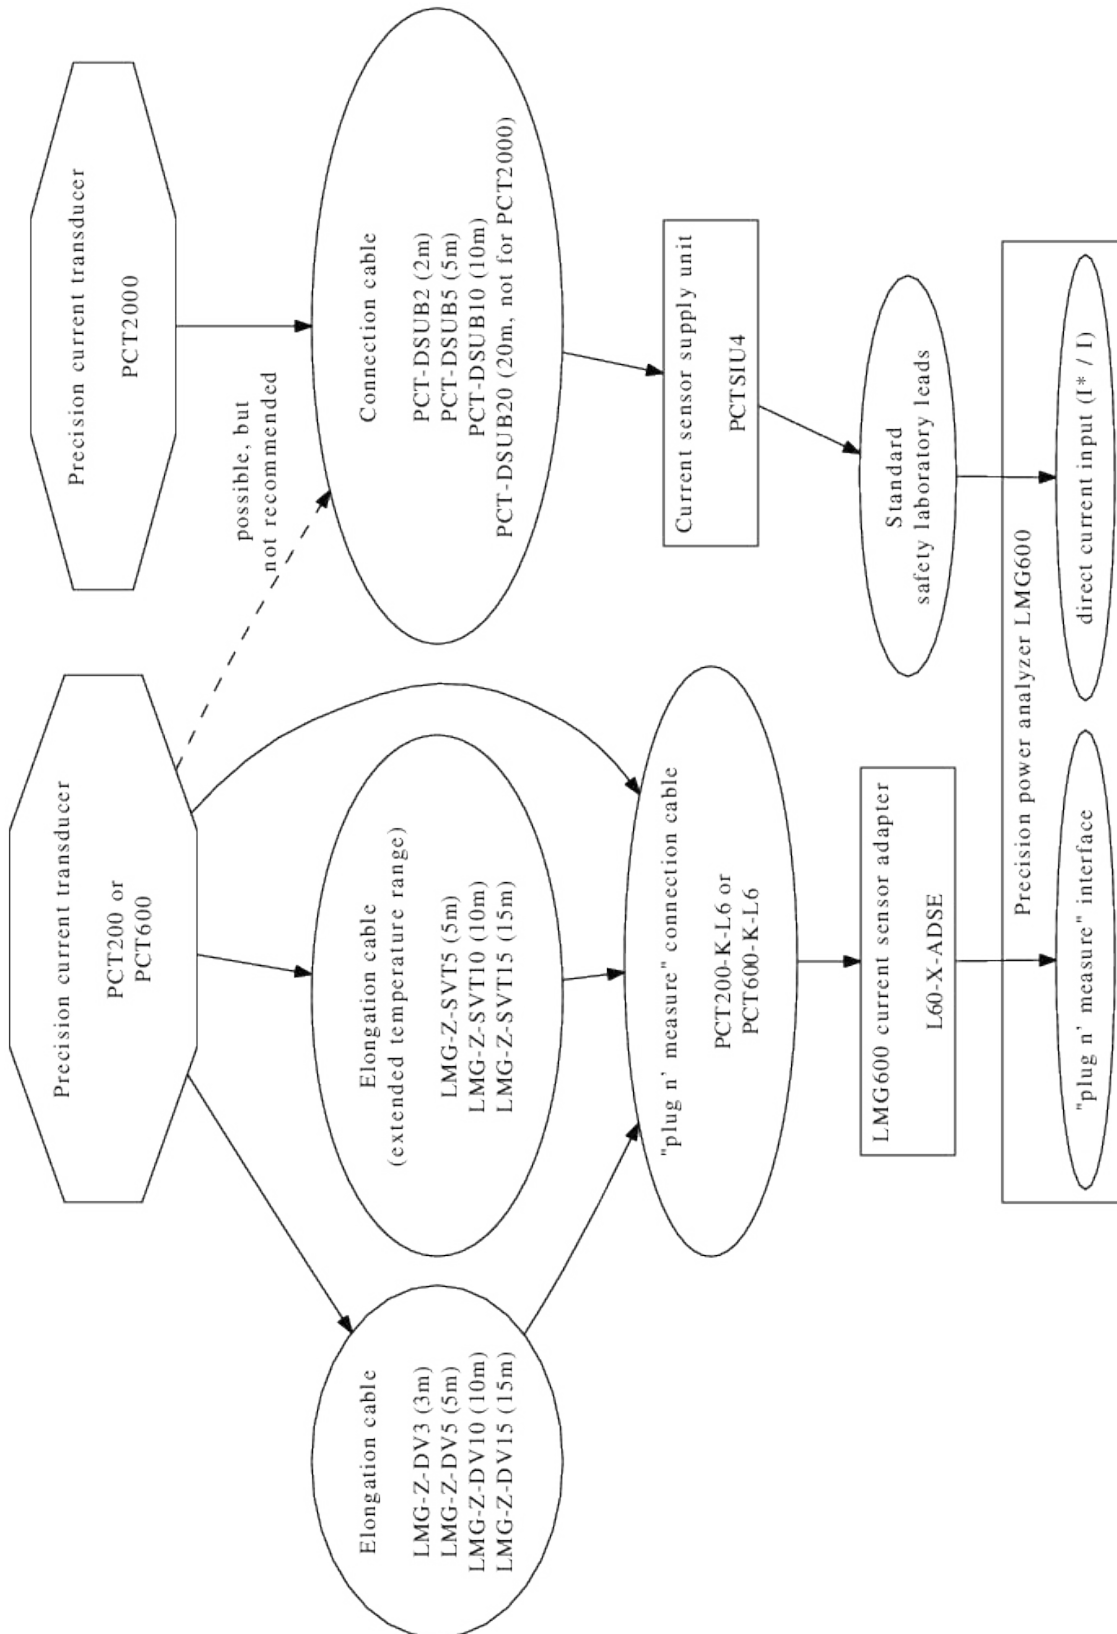 Precision current transducer
PCT200 or
PCT600
Precision current transducer
PCT2000
possible, but
not recommended
Elongation cable
LMG-Z-DV3 (3m)
LMG-Z-DV5 (5m)
LMG-Z-DV10 (10m)
LMG-Z-DV15 (15m)
Elongation cable
(extended temperature range)
LMG-Z-SVT5 (5m)
LMG-Z-SVT10 (10m)
LMG-Z-SVT15 (15m)
Connection cable
PCT-DSUB2 (2m)
PCT-DSUB5 (5m)
PCT-DSUB10 (10m)
PCT-DSUB20 (20m, not for PCT2000)
"plug n' measure" connection cable
PCT200-K-L6 or
PCT600-K-L6
Current sensor supply unit
PCTSIU4
LMG600 current sensor adapter
L60-X-ADSE
Standard
safety laboratory leads
Precision power analyzer LMG600
"plug n' measure" interface
direct current input (I* / I)